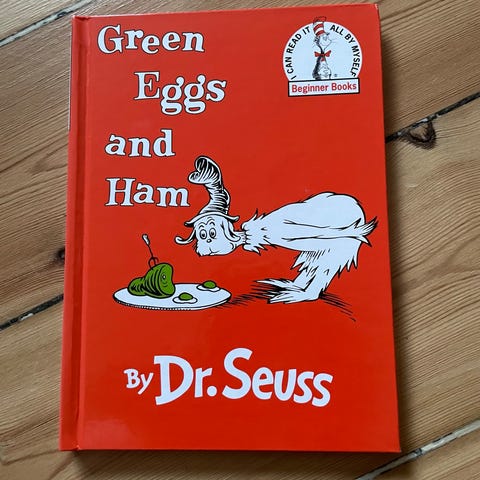 Green
Eggs
and
Ham
I CAN READ IT ALL BY MYSELF
Beginner Books
By Dr. Seuss